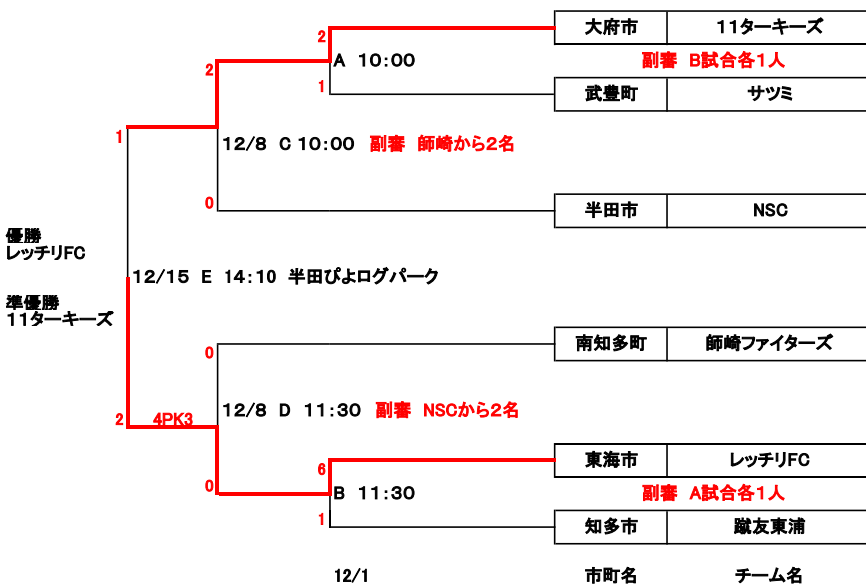 大府市 11ターキーズ
2
A 10:00 副審 B試合各1人
2
1
武豊町 サツミ
1
12/8 C 10:00 副審 師崎から2名
0
半田市 NSC
優勝
レッチリFC
12/15 E 14:10 半田ぴよログパーク
準優勝
11ターキーズ
南知多町 師崎ファイターズ
0
12/8 D 11:30 副審 NSCから2名
2 4PK3
東海市 レッチリFC
6
0
B 11:30 副審 A試合各1人
1
知多市 蹴友東浦
12/1 市町名 チーム名